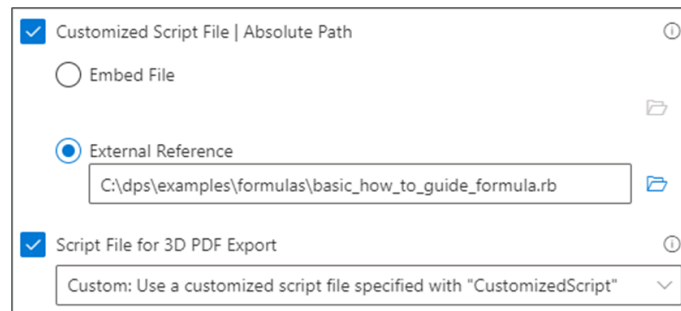 Customized Script File | Absolute Path
Embed File
External Reference
C:\dps\examples\formulas\basic_how_to_guide_formula.rb
Script File for 3D PDF Export
Custom: Use a customized script file specified with "CustomizedScript"